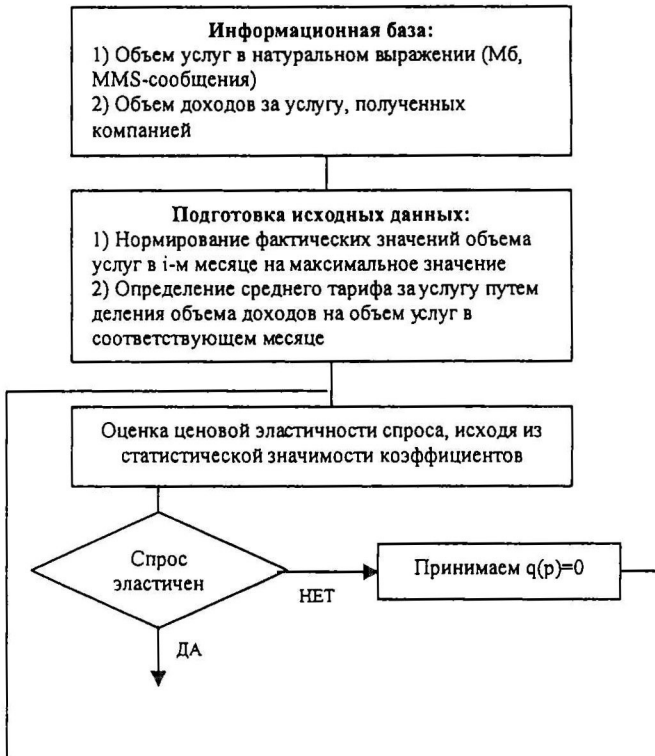 Информационная база:
1) Объем услуг в натуральном выражении (Мб,
MMS-сообщения)
2) Объем доходов за услугу, полученных
компанией
Подготовка исходных данных:
1) Нормирование фактических значений объема
услуг в i-м месяце на максимальное значение
2) Определение среднего тарифа за услугу путем
деления объема доходов на объем услуг в
соответствующем месяце
Оценка ценовой эластичности спроса, исходя из
статистической значимости коэффициентов
Спрос
эластичен
НЕТ
Принимаем q(p)=0
ДА